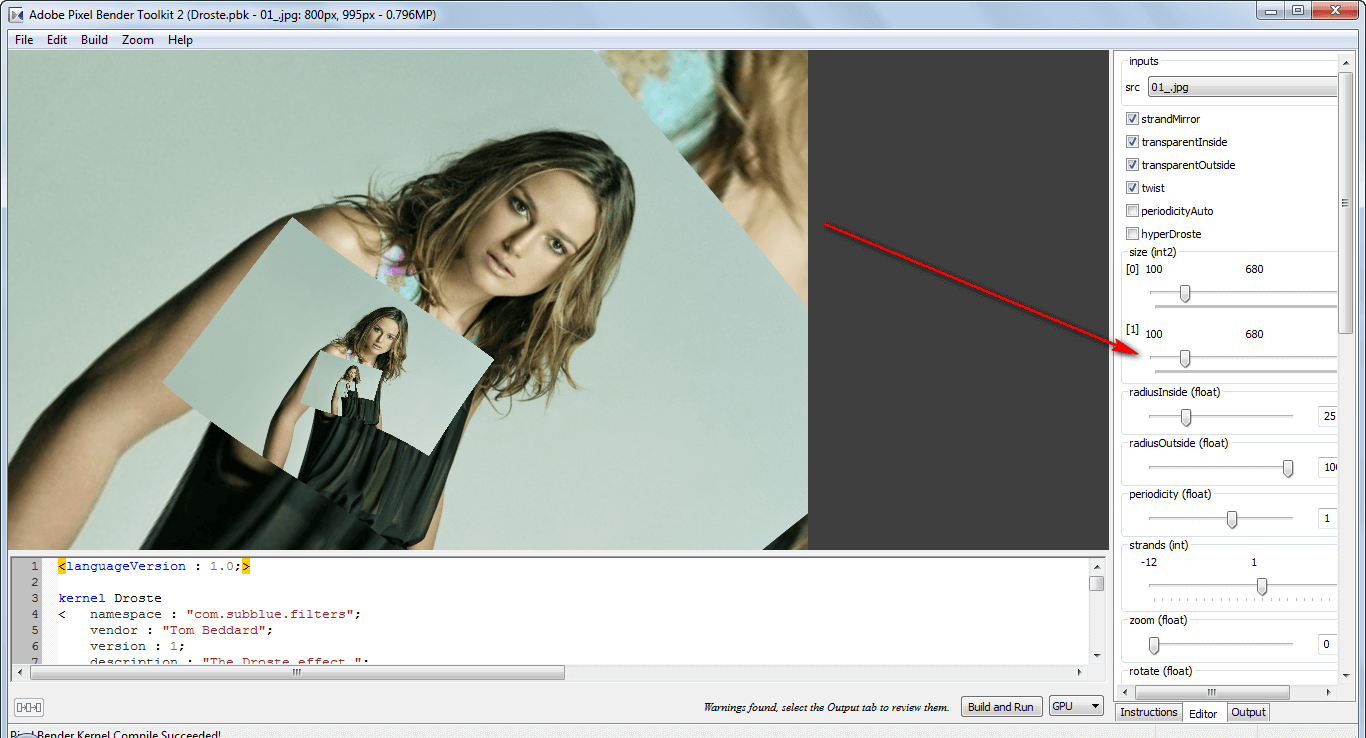 Adobe Pixel Bender Toolkit 2 (Droste.pbk - 01_.jpg: 800px, 995px - 0.796MP)
File Edit Build Zoom Help
inputs
src 01_.jpg
strandMirror
transparentInside
transparentOutside
twist
periodicityAuto
hyperDroste
size (int2)
[0] 100 680
[1] 100 680
radiusInside (float)
25
radiusOutside (float)
100
periodicity (float)
1
strands (int)
-12 1
zoom (float)
0
rotate (float)
1 <languageVersion : 1.0;>
2
3 kernel Droste
4 < namespace : "com.subblue.filters";
5 vendor : "Tom Beddard";
6 version : 1;
7 description : "The Droste effect.";
Warnings found, select the Output tab to review them. Build and Run GPU
Instructions Editor Output
Pixel Bender Kernel Compile Succeeded!